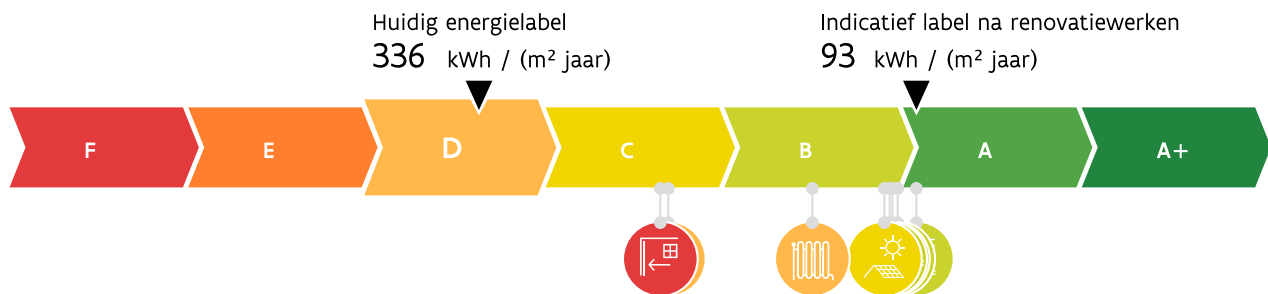 Huidig energielabel
336 kWh / (m² jaar)
Indicatief label na renovatiewerken
93 kWh / (m² jaar)
F
E
D
C
B
A
A+